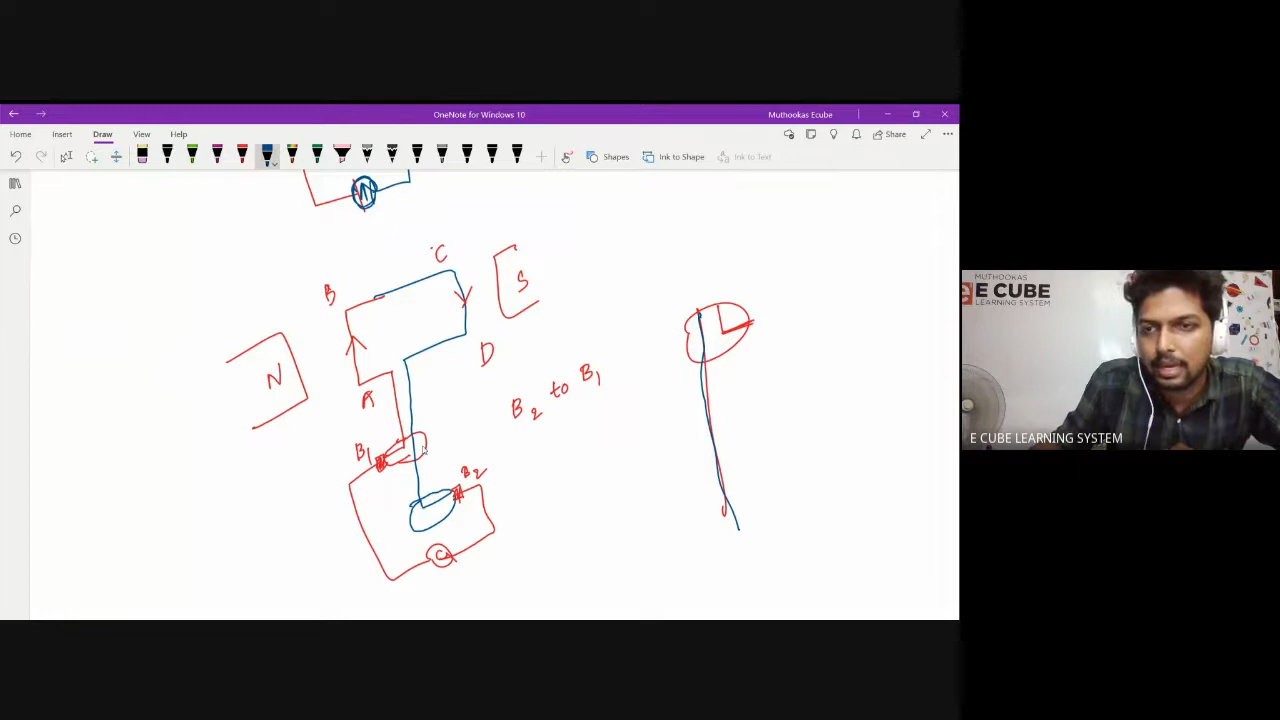 OneNote for Windows 10
Muthookas Ecube
Home Insert Draw View Help
Share
Shapes
Ink to Shape
Ink to Text
C
B
S
N
D
A
B2 to B1
B1
B2
G
MUTHOOKAS
E CUBE
LEARNING SYSTEM
E CUBE LEARNING SYSTEM